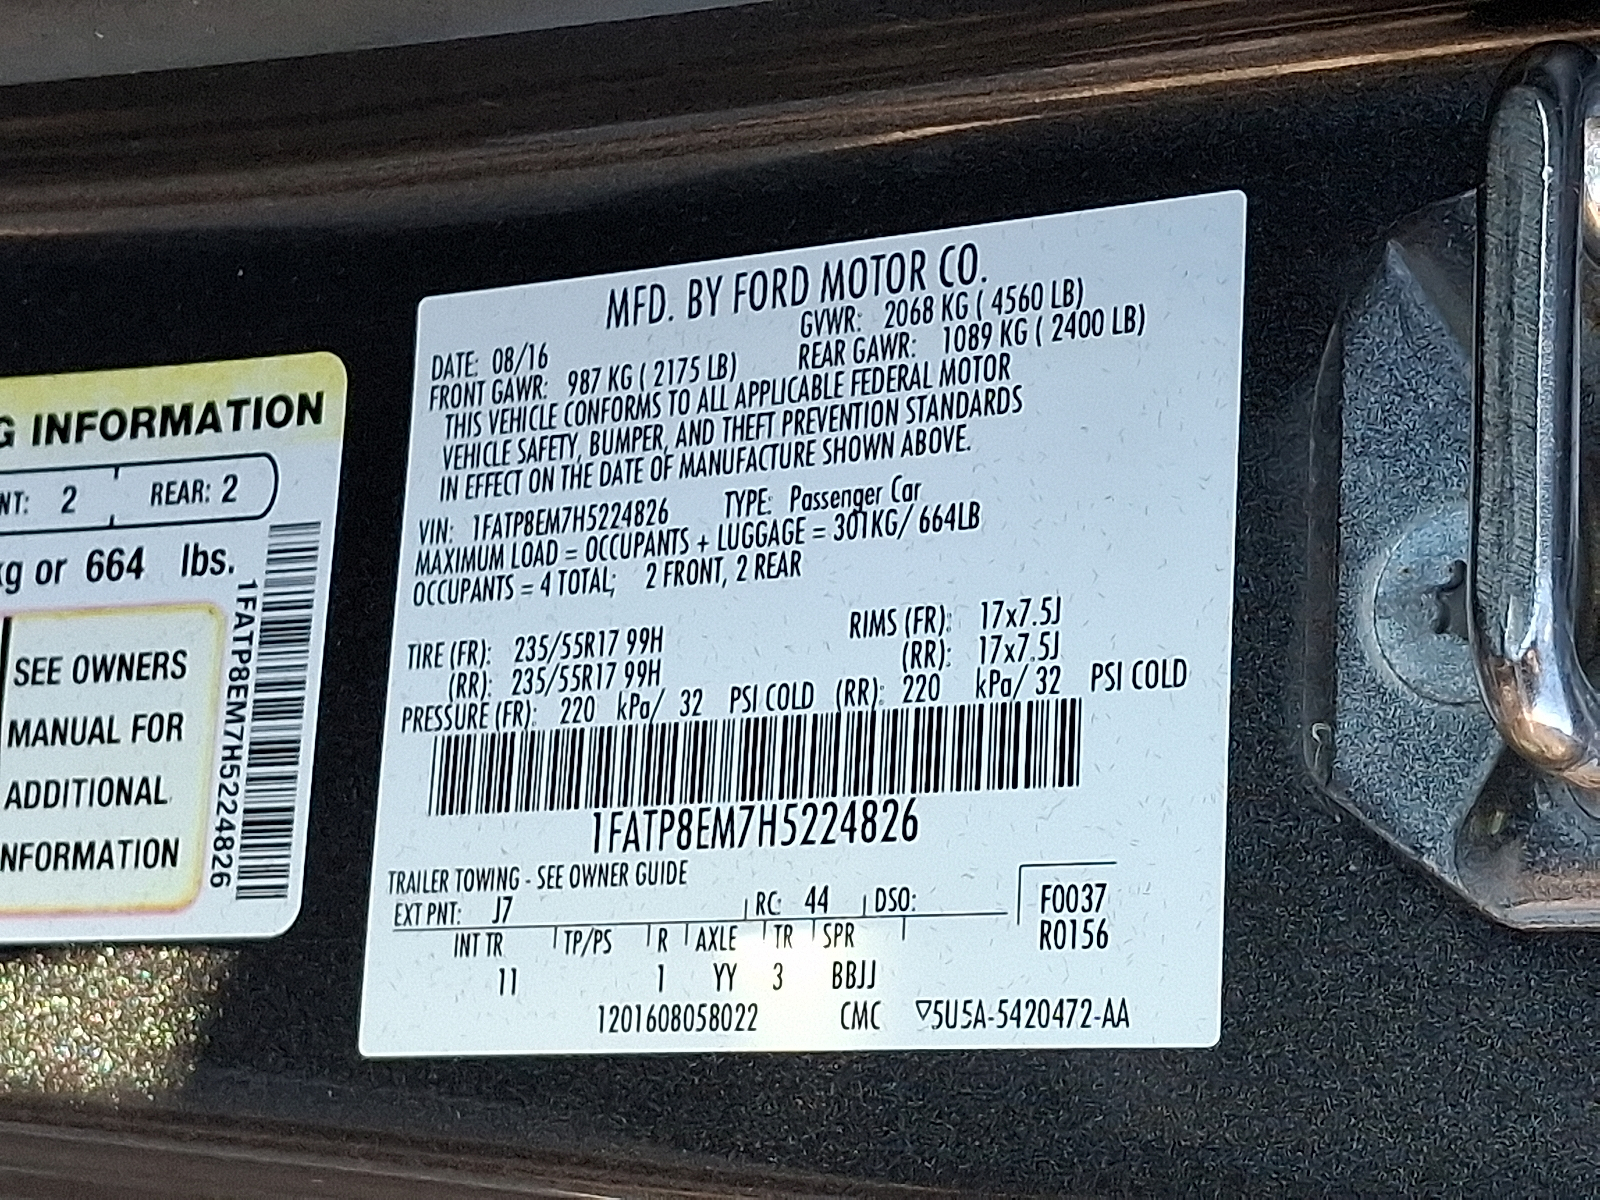 G INFORMATION
NT: 2 REAR: 2
kg or 664 lbs.
SEE OWNERS
MANUAL FOR
ADDITIONAL
NFORMATION
1FATP8EM7H5224826
MFD. BY FORD MOTOR CO.
DATE: 08/16 GVWR: 2068 KG ( 4560 LB)
FRONT GAWR: 987 KG ( 2175 LB) REAR GAWR: 1089 KG ( 2400 LB)
THIS VEHICLE CONFORMS TO ALL APPLICABLE FEDERAL MOTOR
VEHICLE SAFETY, BUMPER, AND THEFT PREVENTION STANDARDS
IN EFFECT ON THE DATE OF MANUFACTURE SHOWN ABOVE.
VIN: 1FATP8EM7H5224826 TYPE: Passenger Car
MAXIMUM LOAD = OCCUPANTS + LUGGAGE = 301KG/ 664LB
OCCUPANTS = 4 TOTAL; 2 FRONT, 2 REAR
TIRE (FR): 235/55R17 99H RIMS (FR): 17x7.5J
(RR): 235/55R17 99H (RR): 17x7.5J
PRESSURE (FR): 220 kPa/ 32 PSI COLD (RR): 220 kPa/ 32 PSI COLD
1FATP8EM7H5224826
TRAILER TOWING - SEE OWNER GUIDE
EXT PNT: J7 RC: 44 DSO: F0037
INT TR TP/PS R AXLE TR SPR R0156
11 1 YY 3 BBJJ
1201608058022 CMC ▽5U5A-5420472-AA